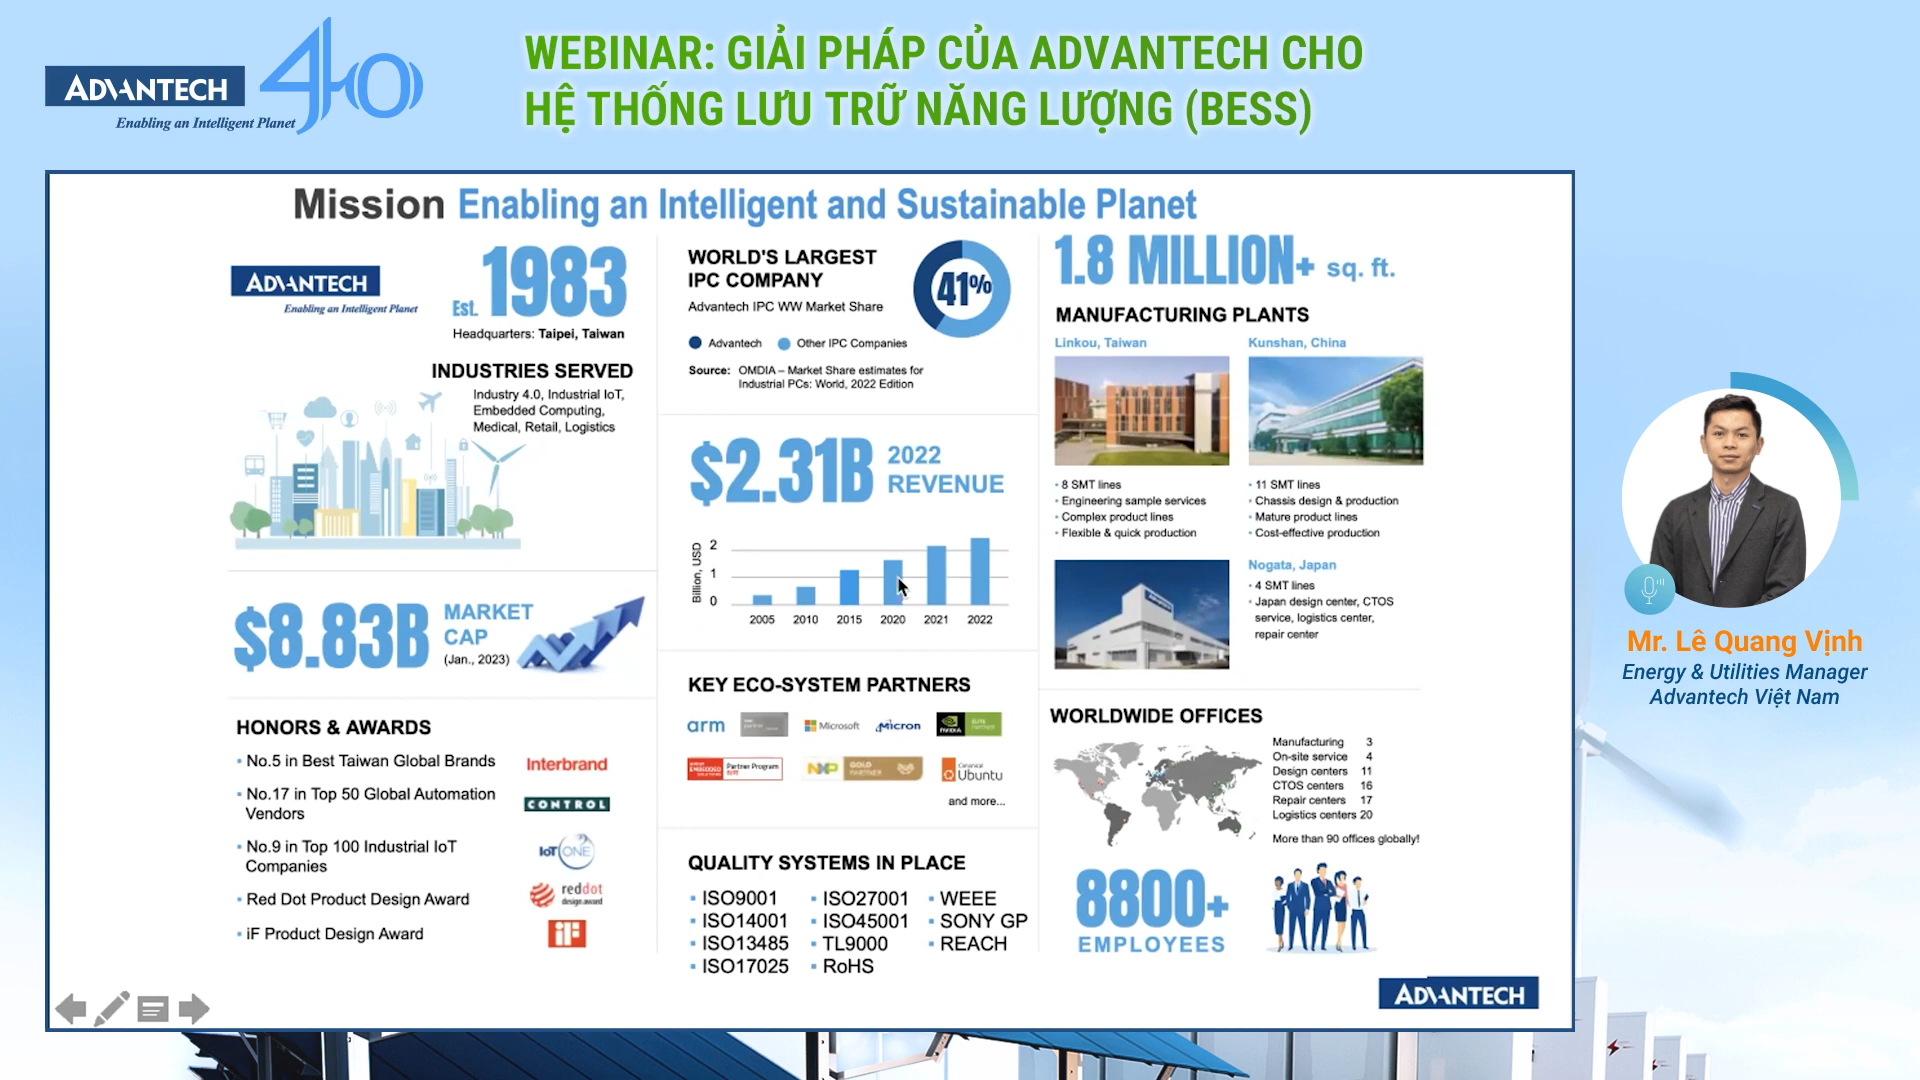 ADVANTECH
Enabling an Intelligent Planet
40
WEBINAR: GIẢI PHÁP CỦA ADVANTECH CHO
HỆ THỐNG LƯU TRỮ NĂNG LƯỢNG (BESS)
Mission Enabling an Intelligent and Sustainable Planet
ADVANTECH
Enabling an Intelligent Planet
Est. 1983
Headquarters: Taipei, Taiwan
INDUSTRIES SERVED
Industry 4.0, Industrial IoT,
Embedded Computing,
Medical, Retail, Logistics
$8.83B MARKET
CAP
(Jan., 2023)
HONORS & AWARDS
▪ No.5 in Best Taiwan Global Brands
Interbrand
▪ No.17 in Top 50 Global Automation
Vendors
CONTROL
▪ No.9 in Top 100 Industrial IoT
Companies
IoT ONE
▪ Red Dot Product Design Award
reddot
design award
▪ iF Product Design Award
iF
WORLD'S LARGEST
IPC COMPANY
Advantech IPC WW Market Share
41%
Advantech
Other IPC Companies
Source: OMDIA – Market Share estimates for
Industrial PCs: World, 2022 Edition
$2.31B 2022
REVENUE
Billion, USD
2
1
0
2005 2010 2015 2020 2021 2022
KEY ECO-SYSTEM PARTNERS
arm
Microsoft
Micron
NVIDIA
Partner Program
NXP
GOLD
PARTNER
Canonical
Ubuntu
and more...
QUALITY SYSTEMS IN PLACE
▪ ISO9001 ▪ ISO27001 ▪ WEEE
▪ ISO14001 ▪ ISO45001 ▪ SONY GP
▪ ISO13485 ▪ TL9000 ▪ REACH
▪ ISO17025 ▪ RoHS
1.8 MILLION+ sq. ft.
MANUFACTURING PLANTS
Linkou, Taiwan
• 8 SMT lines
• Engineering sample services
• Complex product lines
• Flexible & quick production
Kunshan, China
• 11 SMT lines
• Chassis design & production
• Mature product lines
• Cost-effective production
Nogata, Japan
• 4 SMT lines
• Japan design center, CTOS
service, logistics center,
repair center
WORLDWIDE OFFICES
Manufacturing 3
On-site service 4
Design centers 11
CTOS centers 16
Repair centers 17
Logistics centers 20
More than 90 offices globally!
8800+
EMPLOYEES
ADVANTECH
Mr. Lê Quang Vịnh
Energy & Utilities Manager
Advantech Việt Nam